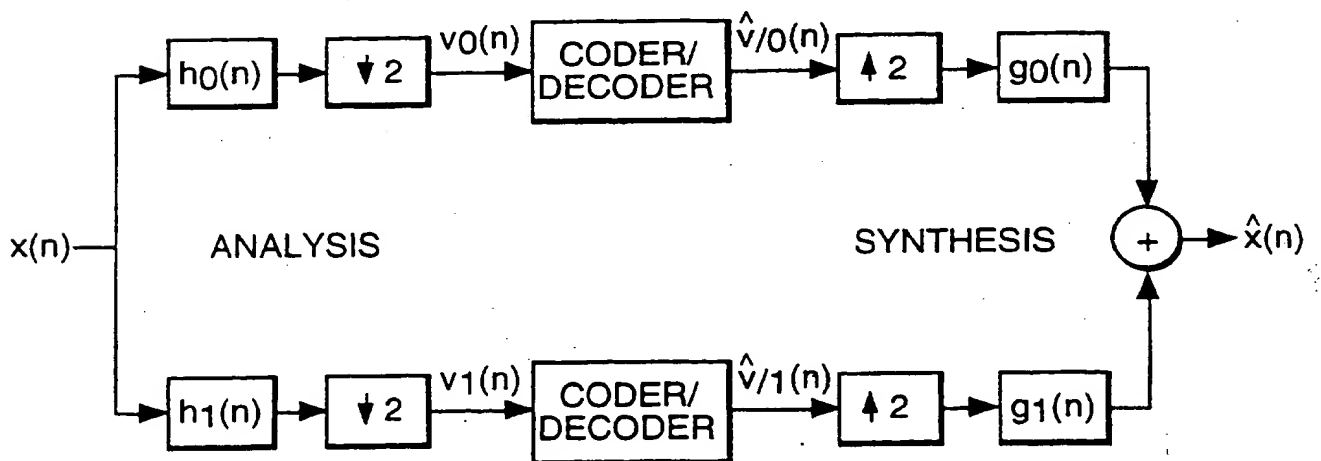 h0(n)
↓ 2
v0(n)
CODER/
DECODER
^v/0(n)
↑ 2
g0(n)
x(n)
ANALYSIS
SYNTHESIS
+
x̂(n)
h1(n)
↓ 2
v1(n)
CODER/
DECODER
^v/1(n)
↑ 2
g1(n)